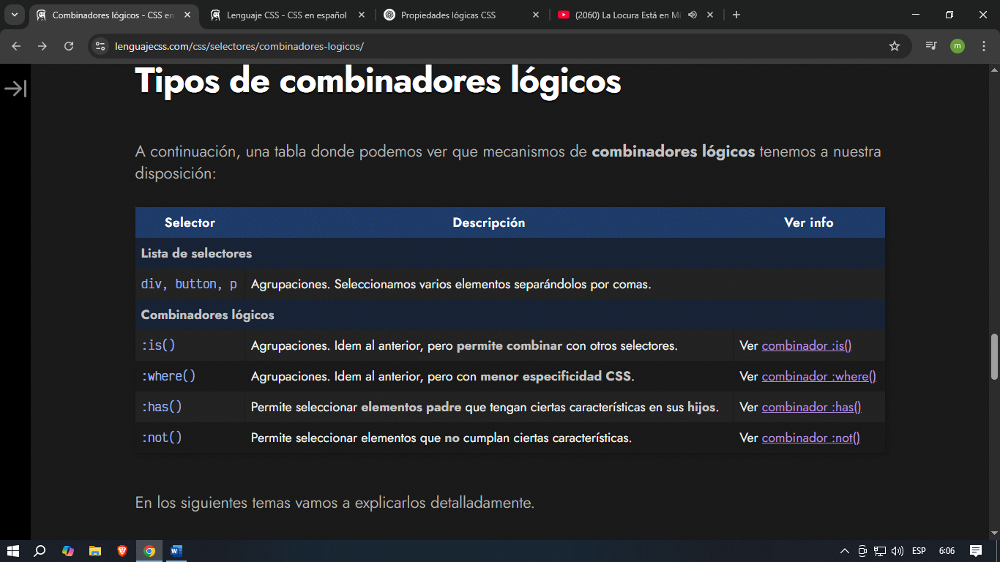 Combinadores lógicos - CSS en
Lenguaje CSS - CSS en español
Propiedades lógicas CSS
(2060) La Locura Está en Mi
lenguajecss.com/css/selectores/combinadores-logicos/
m
Tipos de combinadores lógicos
A continuación, una tabla donde podemos ver que mecanismos de combinadores lógicos tenemos a nuestra
disposición:
Selector Descripción Ver info
Lista de selectores
div, button, p Agrupaciones. Seleccionamos varios elementos separándolos por comas.
Combinadores lógicos
:is() Agrupaciones. Idem al anterior, pero permite combinar con otros selectores. Ver combinador :is()
:where() Agrupaciones. Idem al anterior, pero con menor especificidad CSS. Ver combinador :where()
:has() Permite seleccionar elementos padre que tengan ciertas características en sus hijos. Ver combinador :has()
:not() Permite seleccionar elementos que no cumplan ciertas características. Ver combinador :not()
En los siguientes temas vamos a explicarlos detalladamente.
ESP 6:06